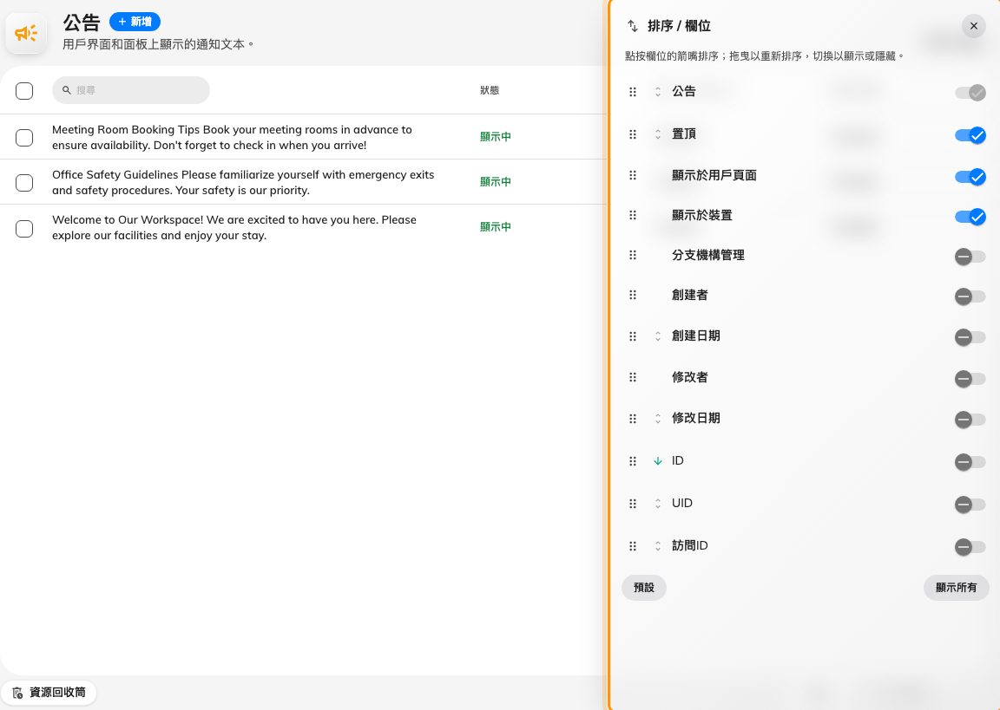 公告
+ 新增
用戶界面和面板上顯示的通知文本。
搜尋
狀態
Meeting Room Booking Tips Book your meeting rooms in advance to
ensure availability. Don't forget to check in when you arrive!
顯示中
Office Safety Guidelines Please familiarize yourself with emergency exits
and safety procedures. Your safety is our priority.
顯示中
Welcome to Our Workspace! We are excited to have you here. Please
explore our facilities and enjoy your stay.
顯示中
資源回收筒
排序 / 欄位
點按欄位的箭嘴排序；拖曳以重新排序，切換以顯示或隱藏。
公告
置頂
顯示於用戶頁面
顯示於裝置
分支機構管理
創建者
創建日期
修改者
修改日期
ID
UID
訪問ID
預設
顯示所有